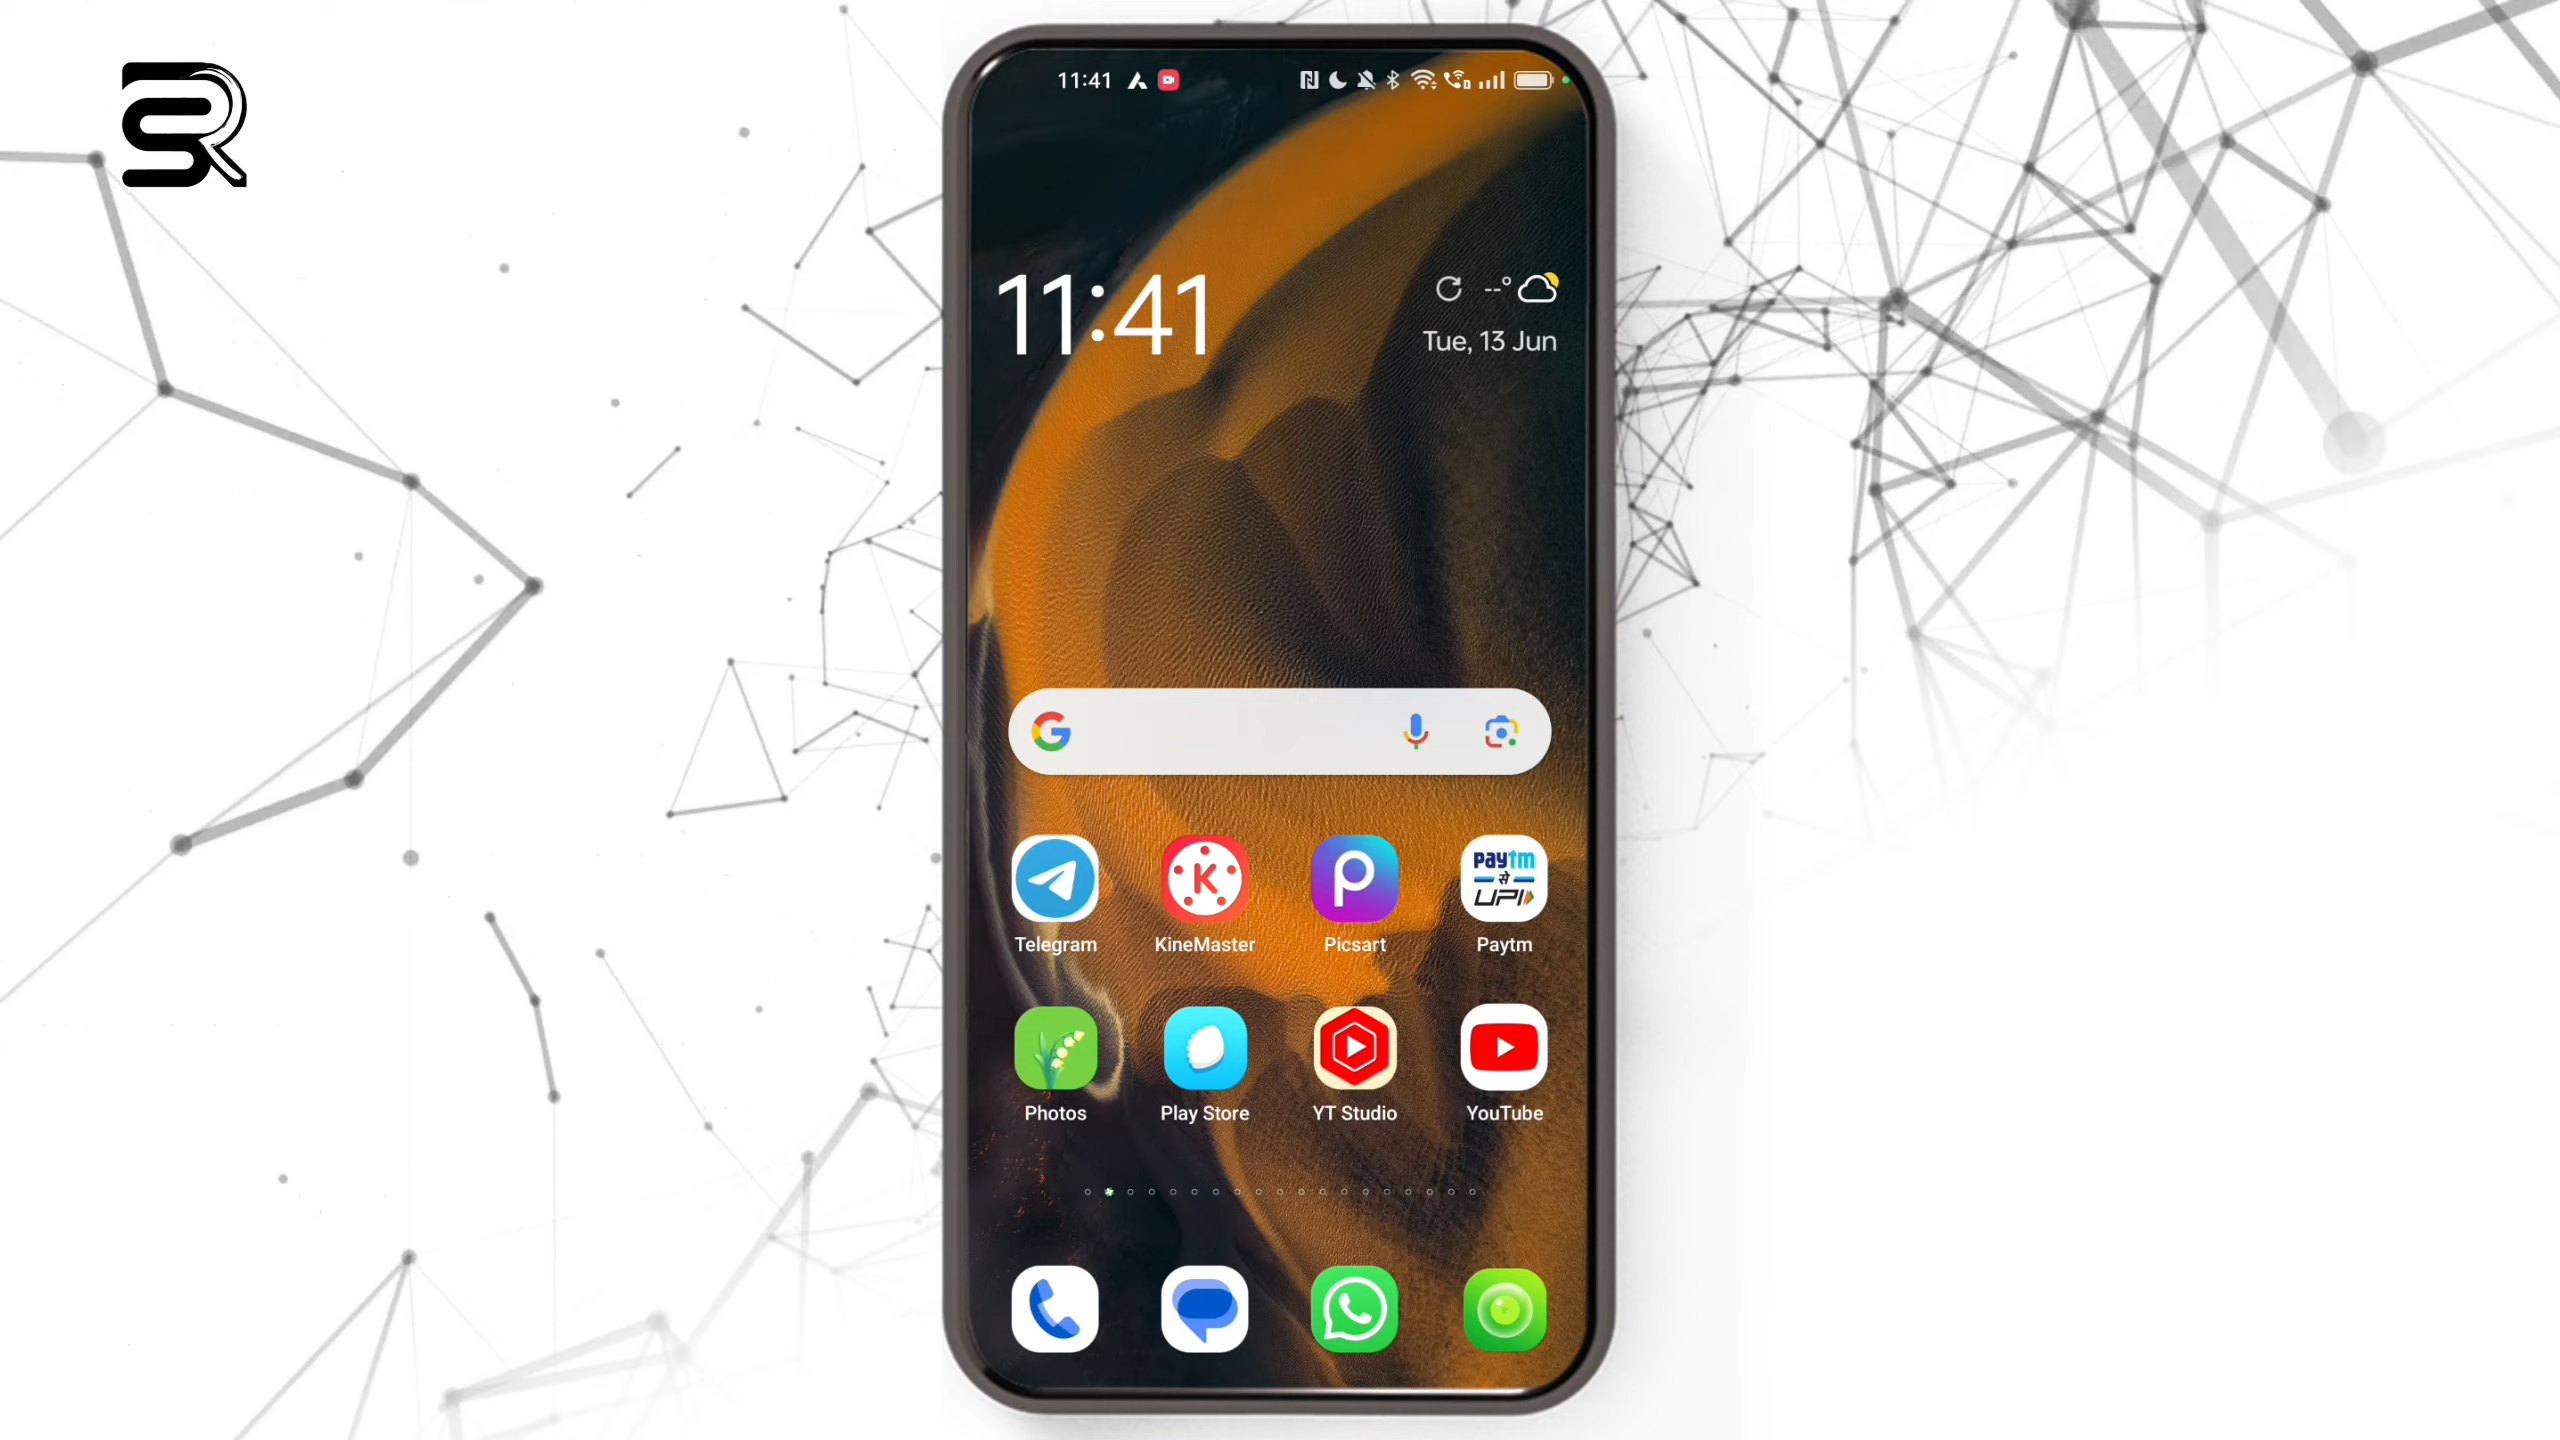 11:41
11:41
--°
Tue, 13 Jun
Telegram
KineMaster
Picsart
paytm
से
UPI
Paytm
Photos
Play Store
YT Studio
YouTube